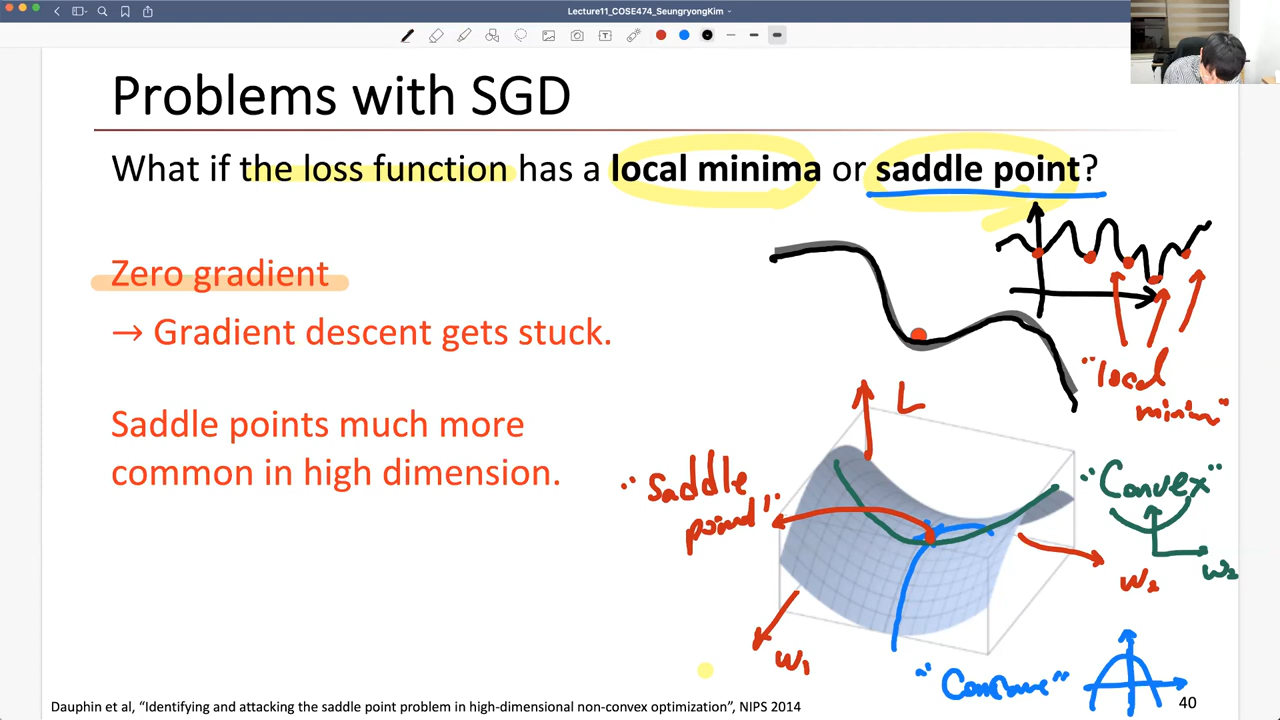 Lecture11_COSE474_SeungryongKim
Problems with SGD
What if the loss function has a local minima or saddle point?
Zero gradient
→ Gradient descent gets stuck.
Saddle points much more
common in high dimension.
"local
minima"
L
"Saddle
point"
"Convex"
w₂
w₂
w₁
"Concave"
Dauphin et al, “Identifying and attacking the saddle point problem in high-dimensional non-convex optimization”, NIPS 2014
40